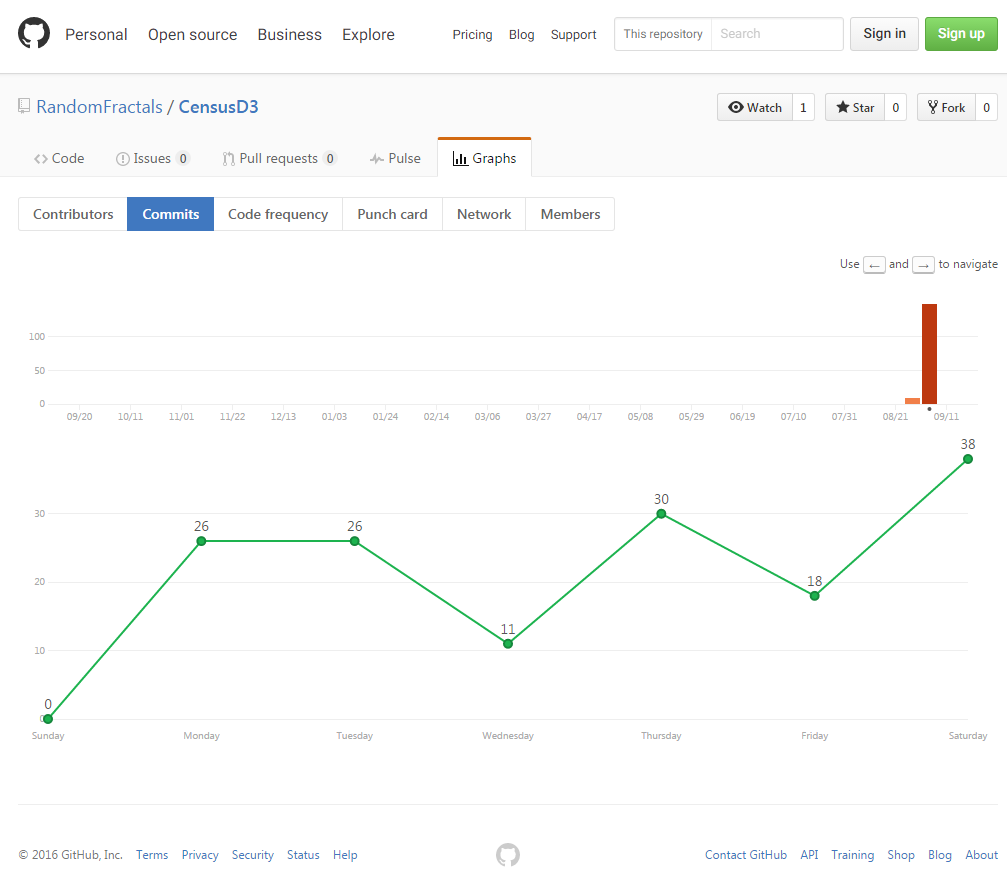 Personal Open source Business Explore Pricing Blog Support This repository Search Sign in Sign up
RandomFractals / CensusD3 Watch 1 Star 0 Fork 0
Code Issues 0 Pull requests 0 Pulse Graphs
Contributors Commits Code frequency Punch card Network Members
Use ← and → to navigate
100
50
0
09/20 10/11 11/01 11/22 12/13 01/03 01/24 02/14 03/06 03/27 04/17 05/08 05/29 06/19 07/10 07/31 08/21 09/11
38
30 30
26 26
20 18
11
10
0
0
Sunday Monday Tuesday Wednesday Thursday Friday Saturday
© 2016 GitHub, Inc. Terms Privacy Security Status Help Contact GitHub API Training Shop Blog About